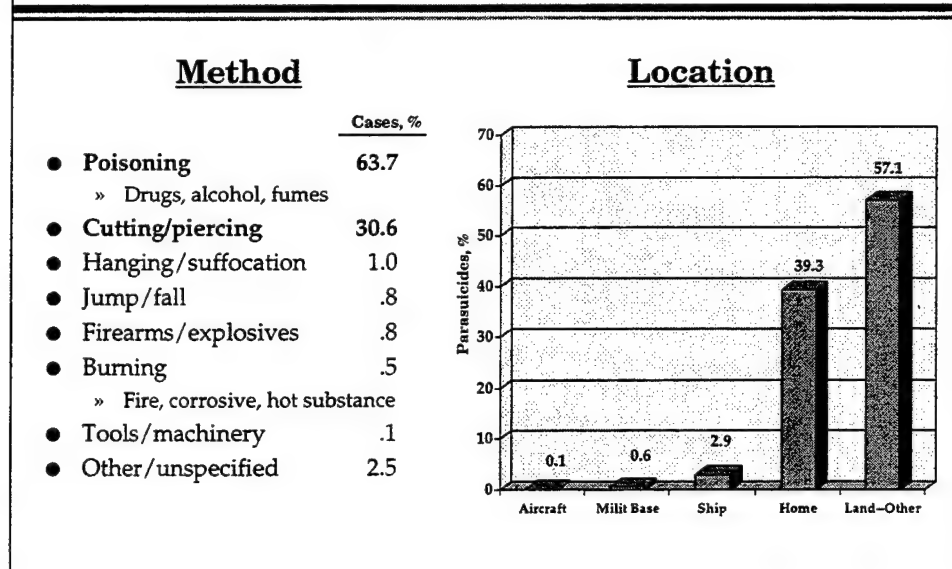 Method
Cases, %
● Poisoning 63.7
» Drugs, alcohol, fumes
● Cutting/piercing 30.6
● Hanging/suffocation 1.0
● Jump/fall .8
● Firearms/explosives .8
● Burning .5
» Fire, corrosive, hot substance
● Tools/machinery .1
● Other/unspecified 2.5
Location
Parasuicides, %
70
60
50
40
30
20
10
0
0.1
0.6
2.9
39.3
57.1
Aircraft Milit Base Ship Home Land–Other